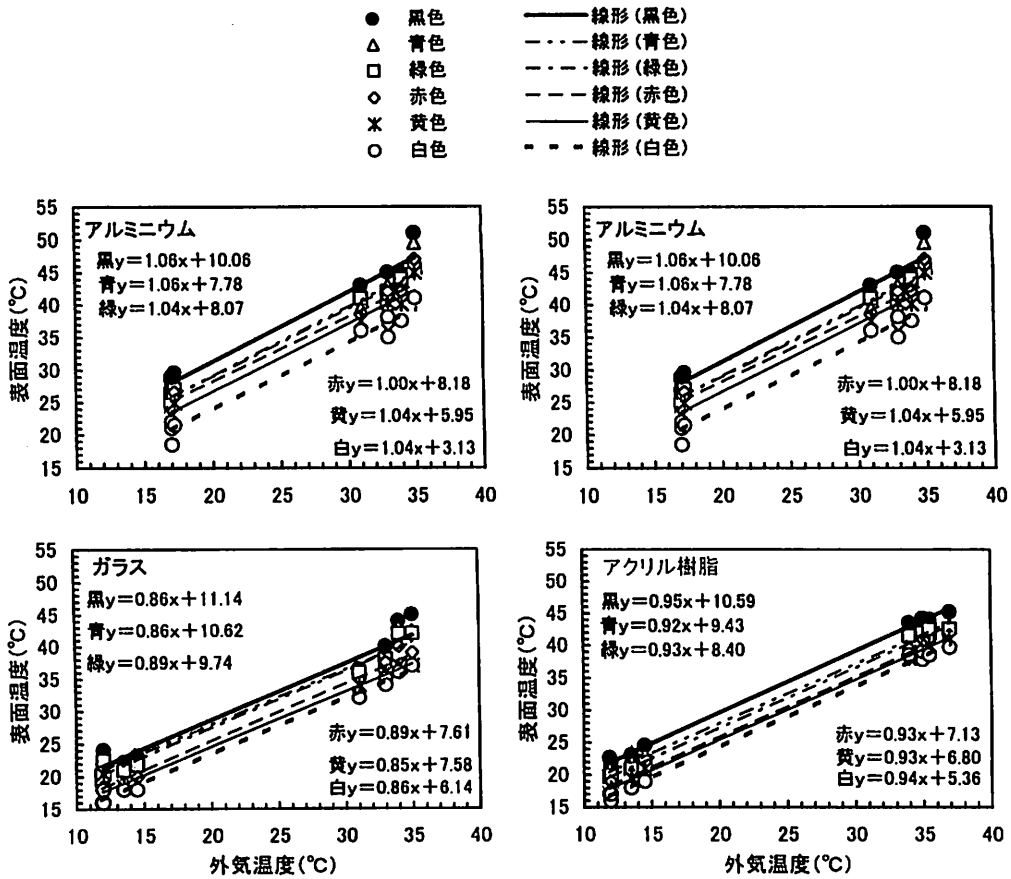 黒色 線形(黒色)
青色 線形(青色)
緑色 線形(緑色)
赤色 線形(赤色)
黄色 線形(黄色)
白色 線形(白色)
表面温度(℃)
55
50
45
40
35
30
25
20
15
アルミニウム
黒y=1.06x+10.06
青y=1.06x+7.78
緑y=1.04x+8.07
赤y=1.00x+8.18
黄y=1.04x+5.95
白y=1.04x+3.13
10 15 20 25 30 35 40
表面温度(℃)
55
50
45
40
35
30
25
20
15
アルミニウム
黒y=1.06x+10.06
青y=1.06x+7.78
緑y=1.04x+8.07
赤y=1.00x+8.18
黄y=1.04x+5.95
白y=1.04x+3.13
10 15 20 25 30 35 40
表面温度(℃)
55
50
45
40
35
30
25
20
15
ガラス
黒y=0.86x+11.14
青y=0.86x+10.62
緑y=0.89x+9.74
赤y=0.89x+7.61
黄y=0.85x+7.58
白y=0.86x+6.14
10 15 20 25 30 35 40
外気温度(℃)
表面温度(℃)
55
50
45
40
35
30
25
20
15
アクリル樹脂
黒y=0.95x+10.59
青y=0.92x+9.43
緑y=0.93x+8.40
赤y=0.93x+7.13
黄y=0.93x+6.80
白y=0.94x+5.36
10 15 20 25 30 35 40
外気温度(℃)